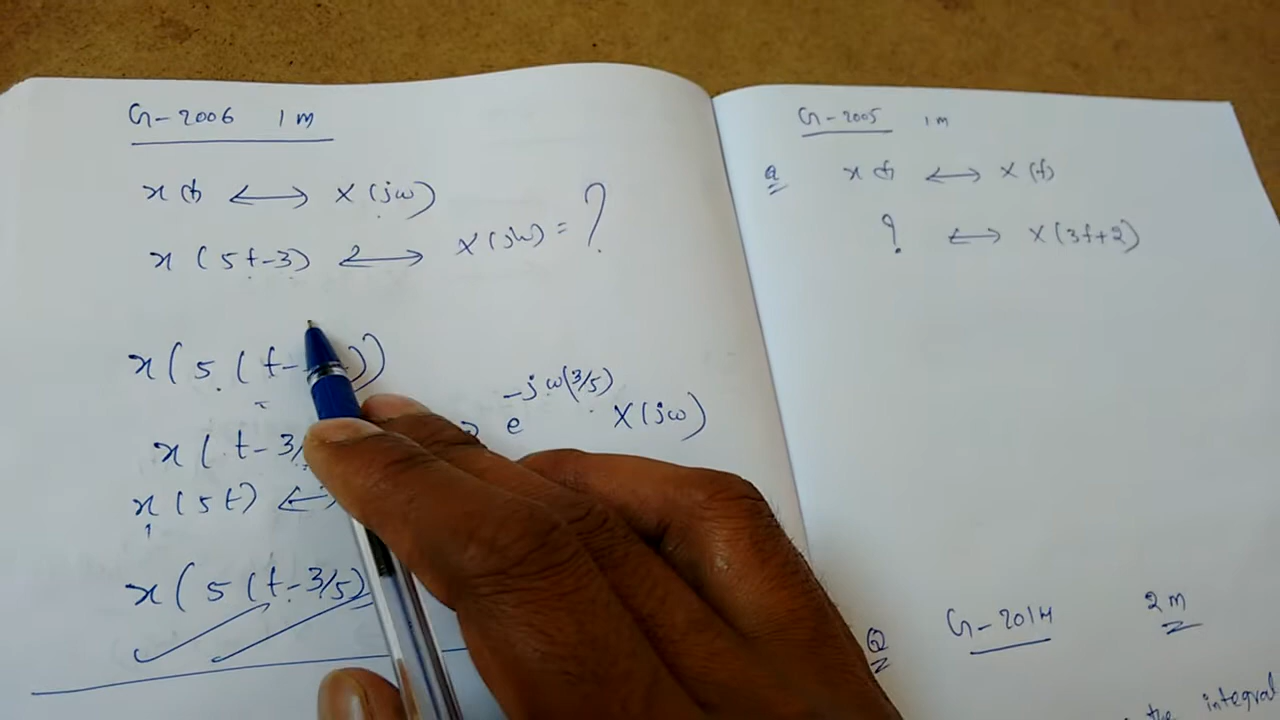 G-2006 1m
x(t) ↔ X(jω)
x(5t-3) ↔ X(jω) = ?
x(5(t-
x(t-3/
e^-jω(3/5) X(jω)
x(5t) ↔
x(5(t-3/5)
G-2005 1m
Q x(t) ↔ X(f)
? ↔ X(3f+2)
Q G-2014 2m
the integral